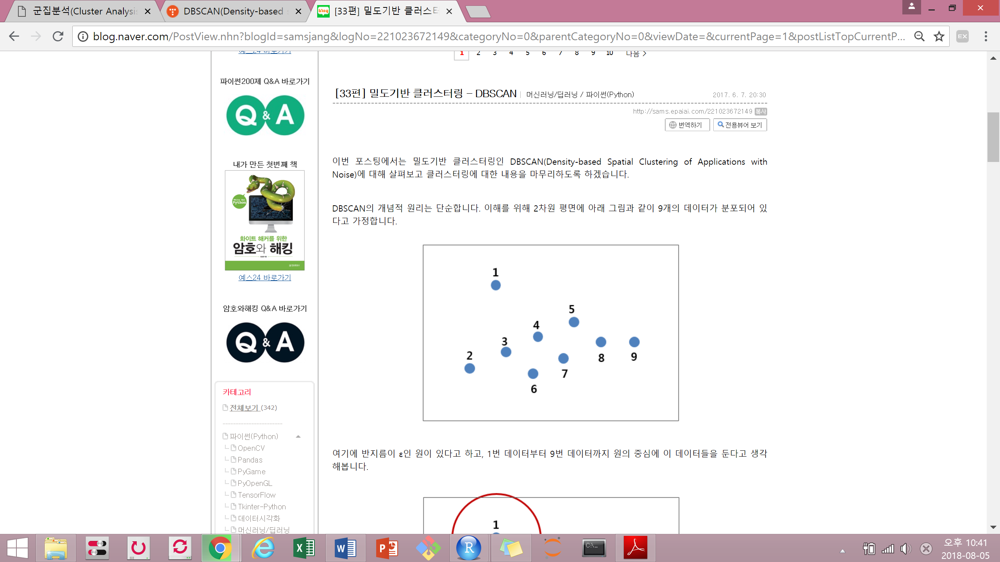 군집분석(Cluster Analysis
DBSCAN(Density-based s
[33편] 밀도기반 클러스터
blog.naver.com/PostView.nhn?blogId=samsjang&logNo=221023672149&categoryNo=0&parentCategoryNo=0&viewDate=&currentPage=1&postListTopCurrentP...
EX
예스24 바로가기
1 2 3 4 5 6 7 8 9 10 다음 >
파이썬200제 Q&A 바로가기
Q & A
내가 만든 첫번째 책
White Hat
Python
화이트 해커를 위한
암호와 해킹
예스24 바로가기
암호와해킹 Q&A 바로가기
Q & A
카테고리
전체보기 (342)
파이썬(Python)
OpenCV
Pandas
PyGame
PyOpenGL
TensorFlow
Tkinter-Python
데이터시각화
머신러닝/딥러닝
[33편] 밀도기반 클러스터링 - DBSCAN | 머신러닝/딥러닝 / 파이썬(Python)
2017. 6. 7. 20:30
http://sams.epaiai.com/221023672149 복사
번역하기 전용뷰어 보기
이번 포스팅에서는 밀도기반 클러스터링인 DBSCAN(Density-based Spatial Clustering of Applications with
Noise)에 대해 살펴보고 클러스터링에 대한 내용을 마무리하도록 하겠습니다.
DBSCAN의 개념적 원리는 단순합니다. 이해를 위해 2차원 평면에 아래 그림과 같이 9개의 데이터가 분포되어 있
다고 가정합니다.
1
5
4
3
2
8
9
7
6
여기에 반지름이 ε인 원이 있다고 하고, 1번 데이터부터 9번 데이터까지 원의 중심에 이 데이터들을 둔다고 생각
해봅니다.
1
오후 10:41
2018-08-05